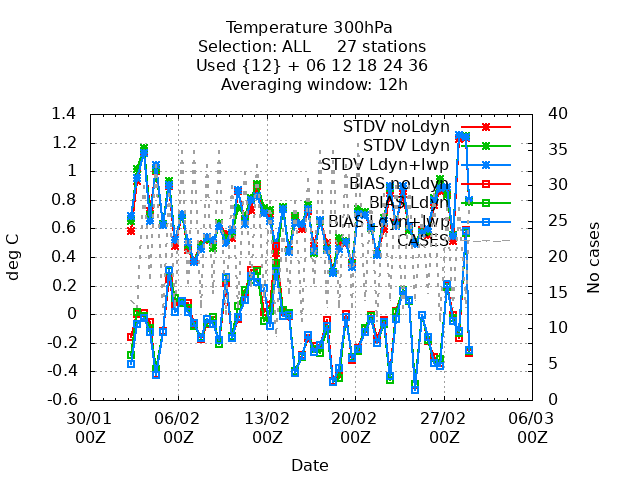 Temperature 300hPa
Selection: ALL 27 stations
Used {12} + 06 12 18 24 36
Averaging window: 12h
1.4
1.2
1
0.8
0.6
0.4
0.2
0
-0.2
-0.4
-0.6
deg C
40
35
30
25
20
15
10
5
0
No cases
STDV noLdyn
STDV Ldyn
STDV Ldyn+lwp
BIAS noLdyn
BIAS Ldyn
BIAS Ldyn+lwp
CASES
30/01 06/02 13/02 20/02 27/02 06/03
00Z 00Z 00Z 00Z 00Z 00Z
Date